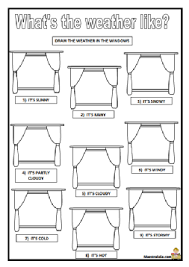 What's the weather like?
DRAW THE WEATHER IN THE WINDOWS
1) IT'S SUNNY
2) IT'S RAINY
3) IT'S SNOWY
4) IT'S PARTLY
CLOUDY
5) IT'S CLOUDY
6) IT'S WINDY
7) IT'S COLD
8) IT'S HOT
9) IT'S STORMY